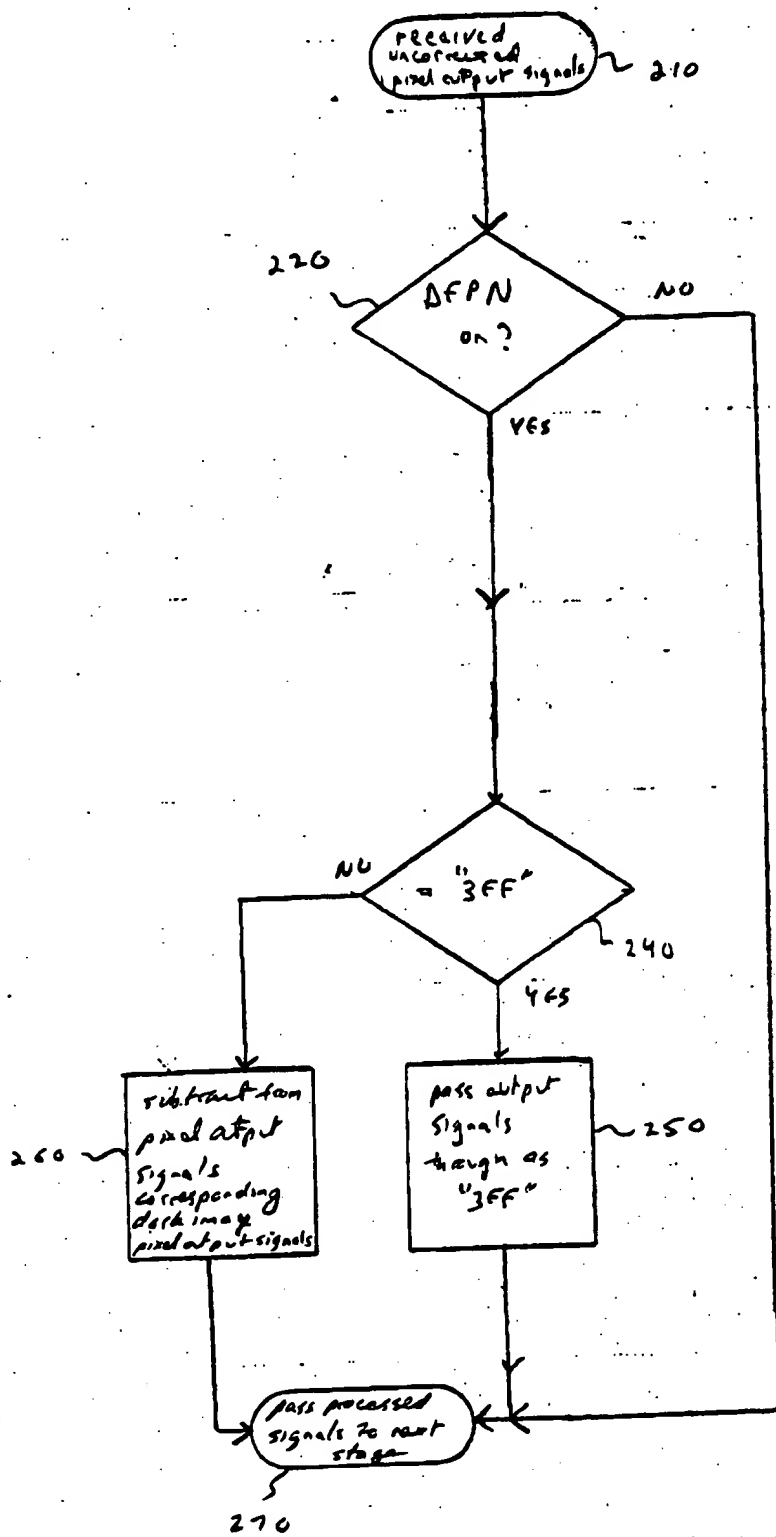 received
uncorrected
pixel output signals
210
220
DFPN
on?
NO
YES
NO
= "3FF"
240
YES
subtract from
pixel output
signals
corresponding
dark image
pixel output signals
260
pass output
signals
through as
"3FF"
250
pass processed
signals to next
stage
270